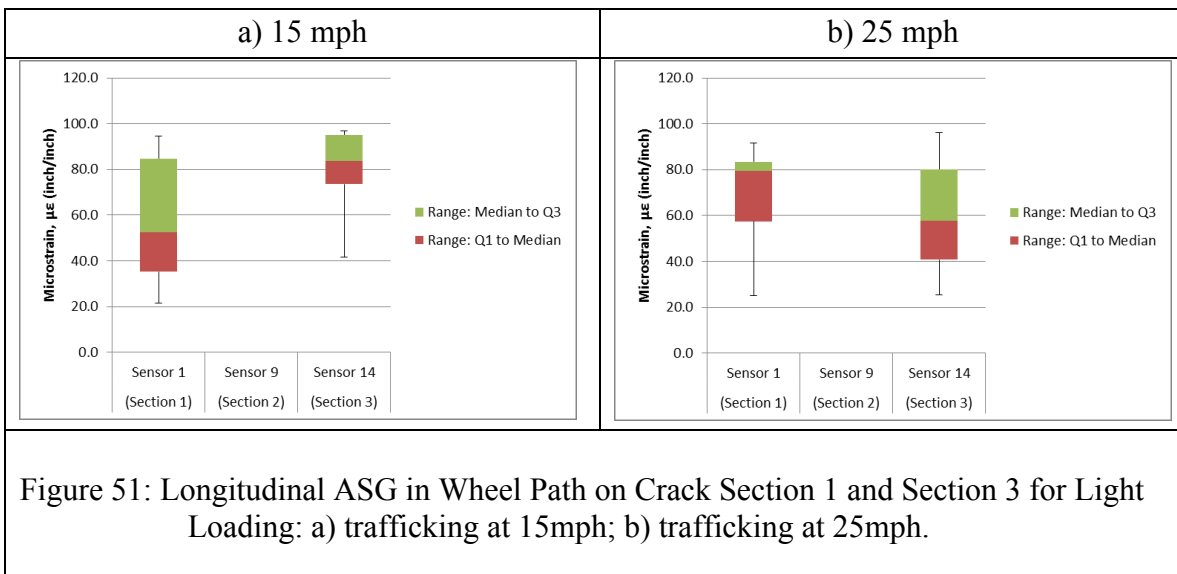 a) 15 mph
b) 25 mph
120.0
100.0
80.0
60.0
40.0
20.0
0.0
Microstrain, με (inch/inch)
Sensor 1 Sensor 9 Sensor 14
(Section 1) (Section 2) (Section 3)
Range: Median to Q3
Range: Q1 to Median
120.0
100.0
80.0
60.0
40.0
20.0
0.0
Microstrain, με (inch/inch)
Sensor 1 Sensor 9 Sensor 14
(Section 1) (Section 2) (Section 3)
Range: Median to Q3
Range: Q1 to Median
Figure 51: Longitudinal ASG in Wheel Path on Crack Section 1 and Section 3 for Light
Loading: a) trafficking at 15mph; b) trafficking at 25mph.